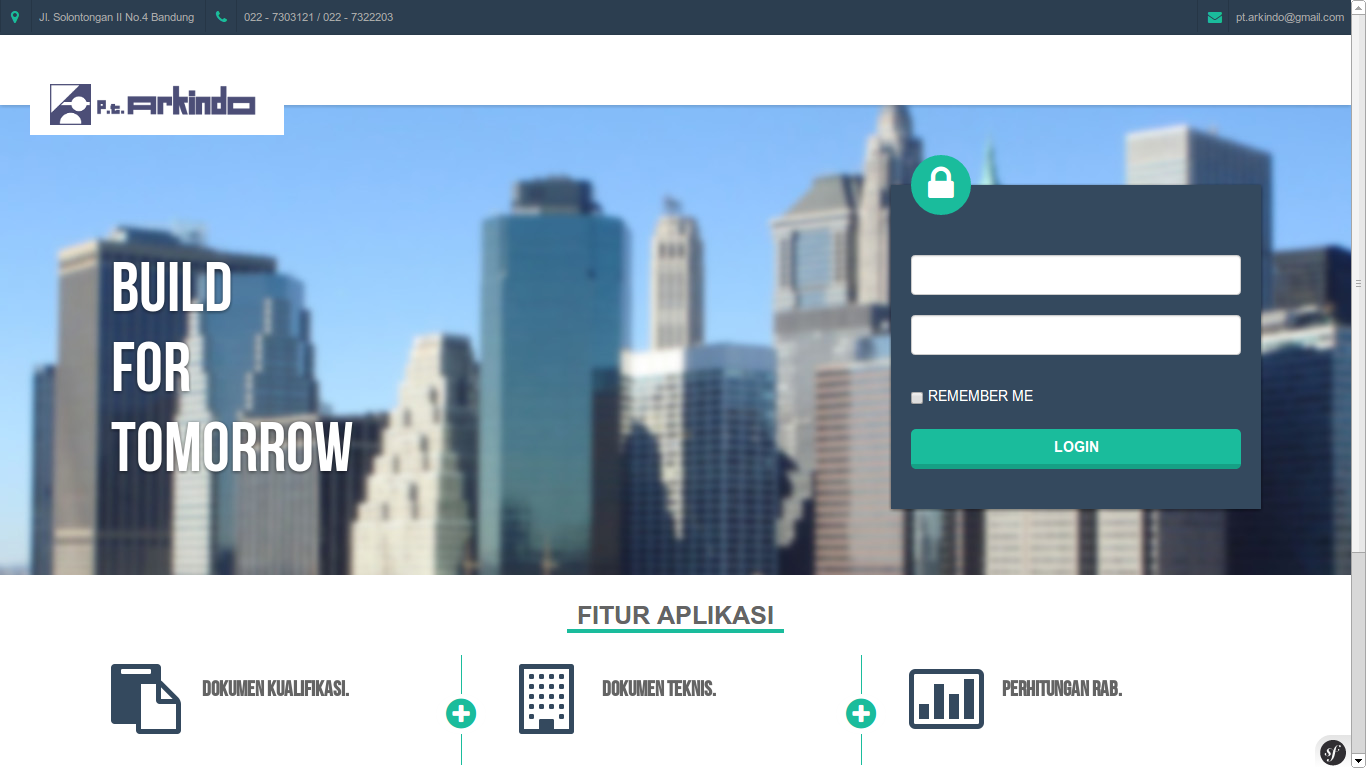 Jl. Solontongan II No.4 Bandung
022 - 7303121 / 022 - 7322203
pt.arkindo@gmail.com
P.t. Arkindo
BUILD
FOR
TOMORROW
REMEMBER ME
LOGIN
FITUR APLIKASI
DOKUMEN KUALIFIKASI.
DOKUMEN TEKNIS.
PERHITUNGAN RAB.
sf